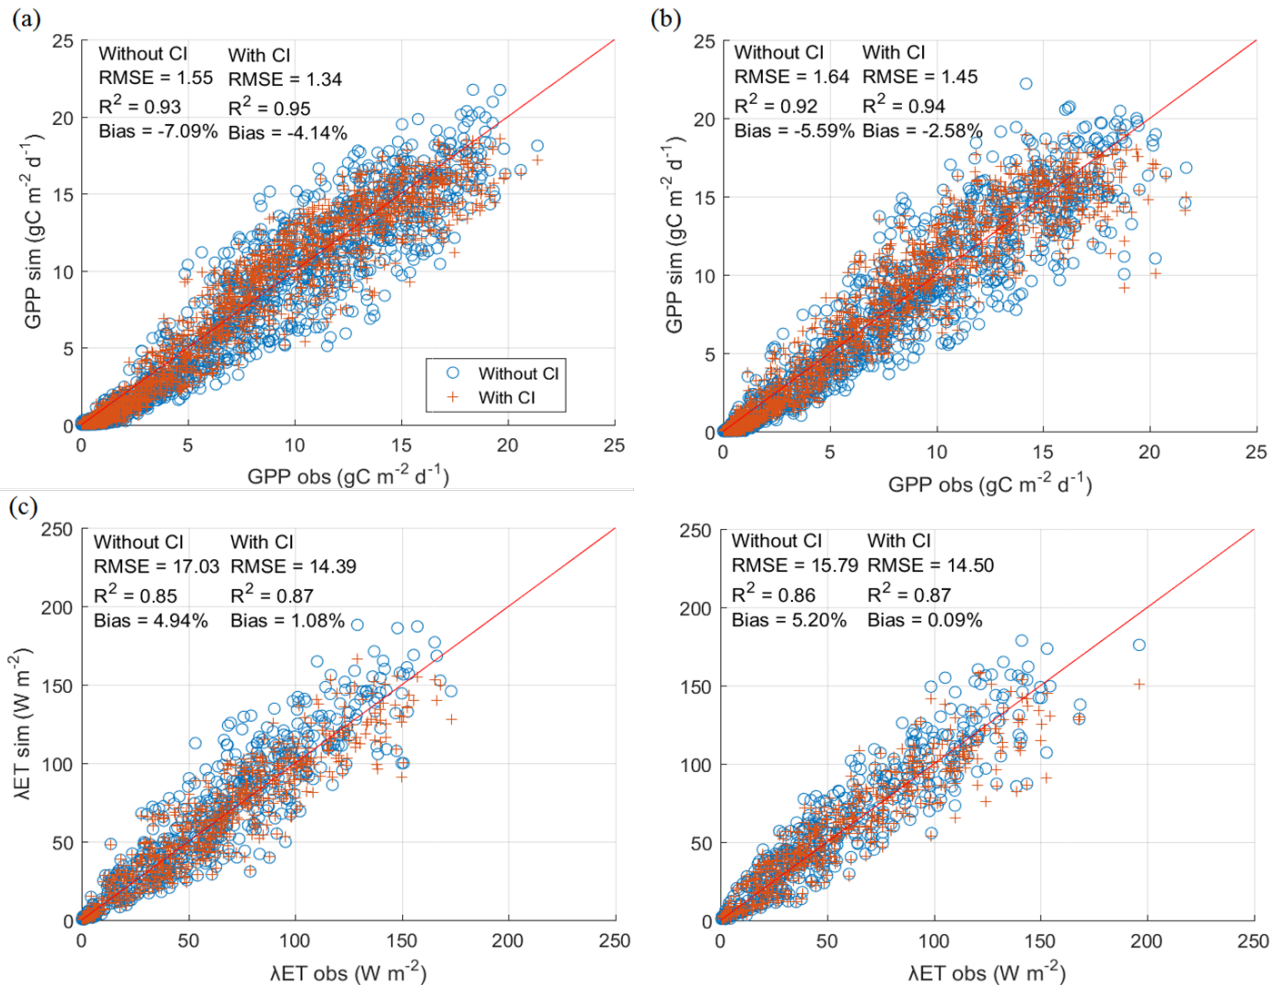 (a)
25
20
15
10
5
0
GPP sim (gC m⁻² d⁻¹)
Without CI With CI
RMSE = 1.55 RMSE = 1.34
R² = 0.93 R² = 0.95
Bias = -7.09% Bias = -4.14%
Without CI
With CI
0 5 10 15 20 25
GPP obs (gC m⁻² d⁻¹)
(b)
25
20
15
10
5
0
GPP sim (gC m⁻² d⁻¹)
Without CI With CI
RMSE = 1.64 RMSE = 1.45
R² = 0.92 R² = 0.94
Bias = -5.59% Bias = -2.58%
5 10 15 20 25
GPP obs (gC m⁻² d⁻¹)
(c)
250
200
150
100
50
0
λET sim (W m⁻²)
Without CI With CI
RMSE = 17.03 RMSE = 14.39
R² = 0.85 R² = 0.87
Bias = 4.94% Bias = 1.08%
0 50 100 150 200 250
λET obs (W m⁻²)
250
200
150
100
50
0
Without CI With CI
RMSE = 15.79 RMSE = 14.50
R² = 0.86 R² = 0.87
Bias = 5.20% Bias = 0.09%
0 50 100 150 200 250
λET obs (W m⁻²)